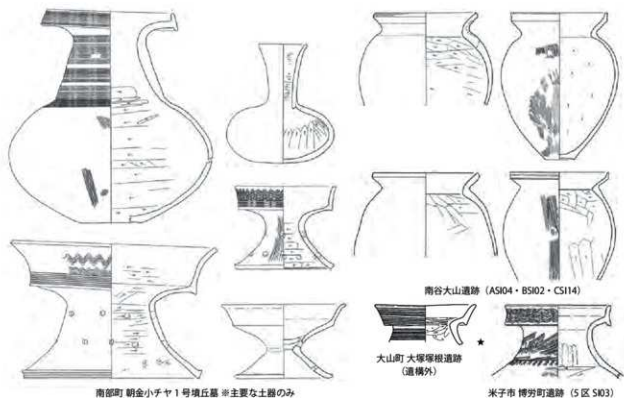 南谷大山遺跡（ASI04・BSI02・CSI14）
大山町 大塚塚根遺跡
（遺構外）
★
南部町 朝金小チヤ1号墳丘墓 ※主要な土器のみ
米子市 博労町遺跡（5区 SI03）